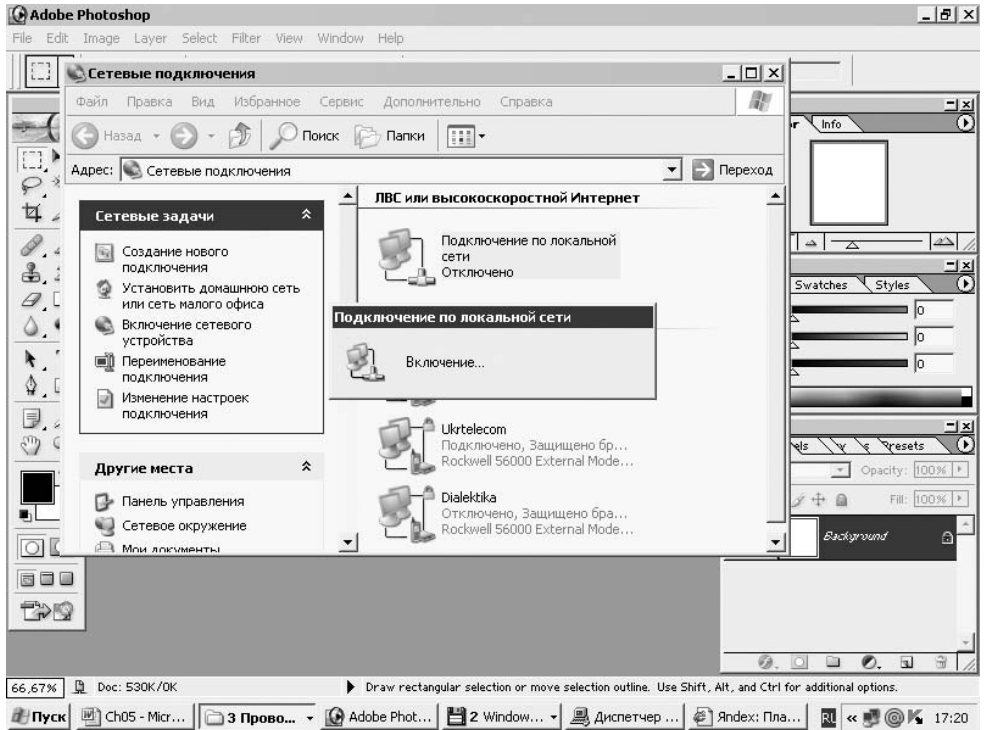 Adobe Photoshop
File Edit Image Layer Select Filter View Window Help
Сетевые подключения
Файл Правка Вид Избранное Сервис Дополнительно Справка
Назад Поиск Папки
Адрес: Сетевые подключения Переход
Сетевые задачи
Создание нового
подключения
Установить домашнюю сеть
или сеть малого офиса
Включение сетевого
устройства
Переименование
подключения
Изменение настроек
подключения
Другие места
Панель управления
Сетевое окружение
Мои документы
ЛВС или высокоскоростной Интернет
Подключение по локальной
сети
Отключено
Подключение по локальной сети
Включение...
Ukrtelecom
Подключено, Защищено бр...
Rockwell 56000 External Mode...
Dialektika
Отключено, Защищено бра...
Rockwell 56000 External Mode...
Info
Swatches Styles
0
0
0
Presets
Opacity: 100%
Fill: 100%
Background
66,67% Doc: 530K/0K Draw rectangular selection or move selection outline. Use Shift, Alt, and Ctrl for additional options.
Пуск Ch05 - Micr... 3 Прово... Adobe Phot... 2 Window... Диспетчер ... Яndex: Пла... RU « 17:20